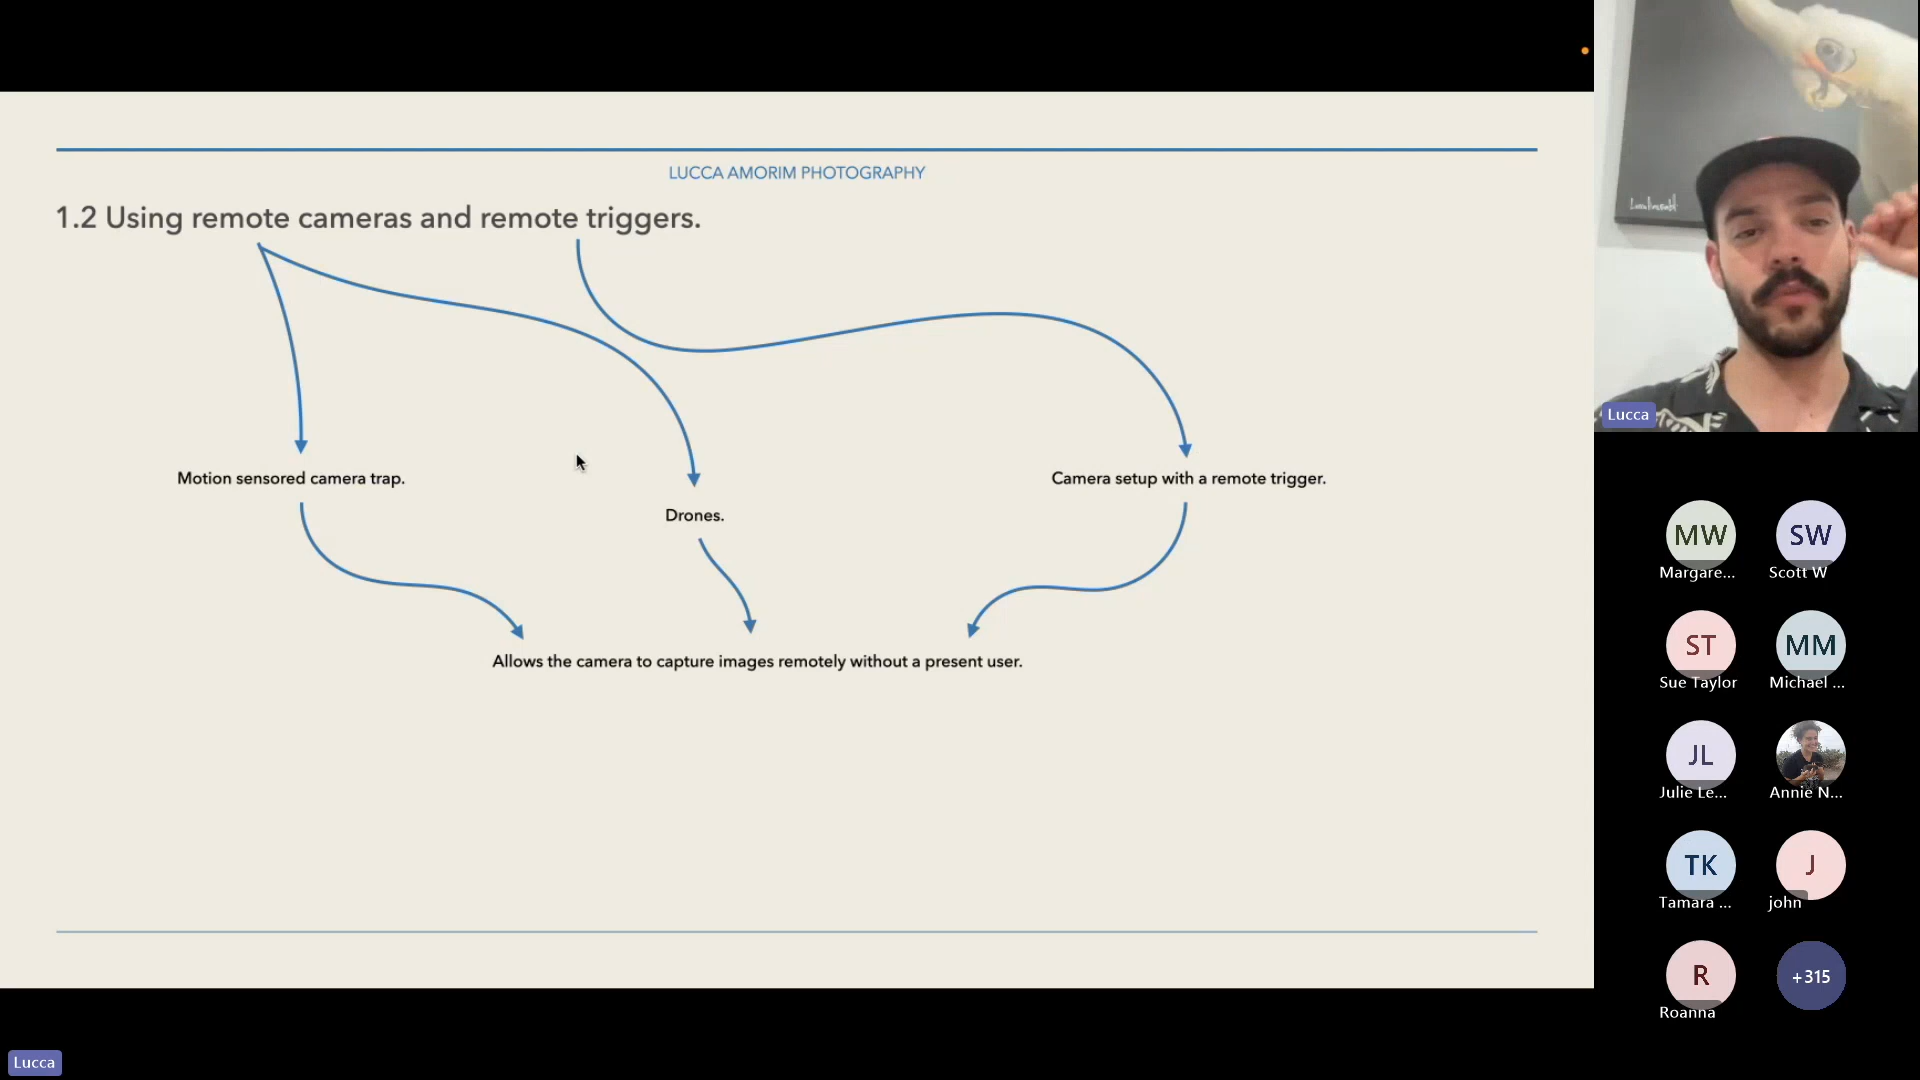 LUCCA AMORIM PHOTOGRAPHY
1.2 Using remote cameras and remote triggers.
Motion sensored camera trap.
Camera setup with a remote trigger.
Drones.
Allows the camera to capture images remotely without a present user.
Lucca
MW
Margare...
SW
Scott W
ST
Sue Taylor
MM
Michael ...
JL
Julie Le...
Annie N...
TK
Tamara ...
J
john
R
Roanna
+315
Lucca